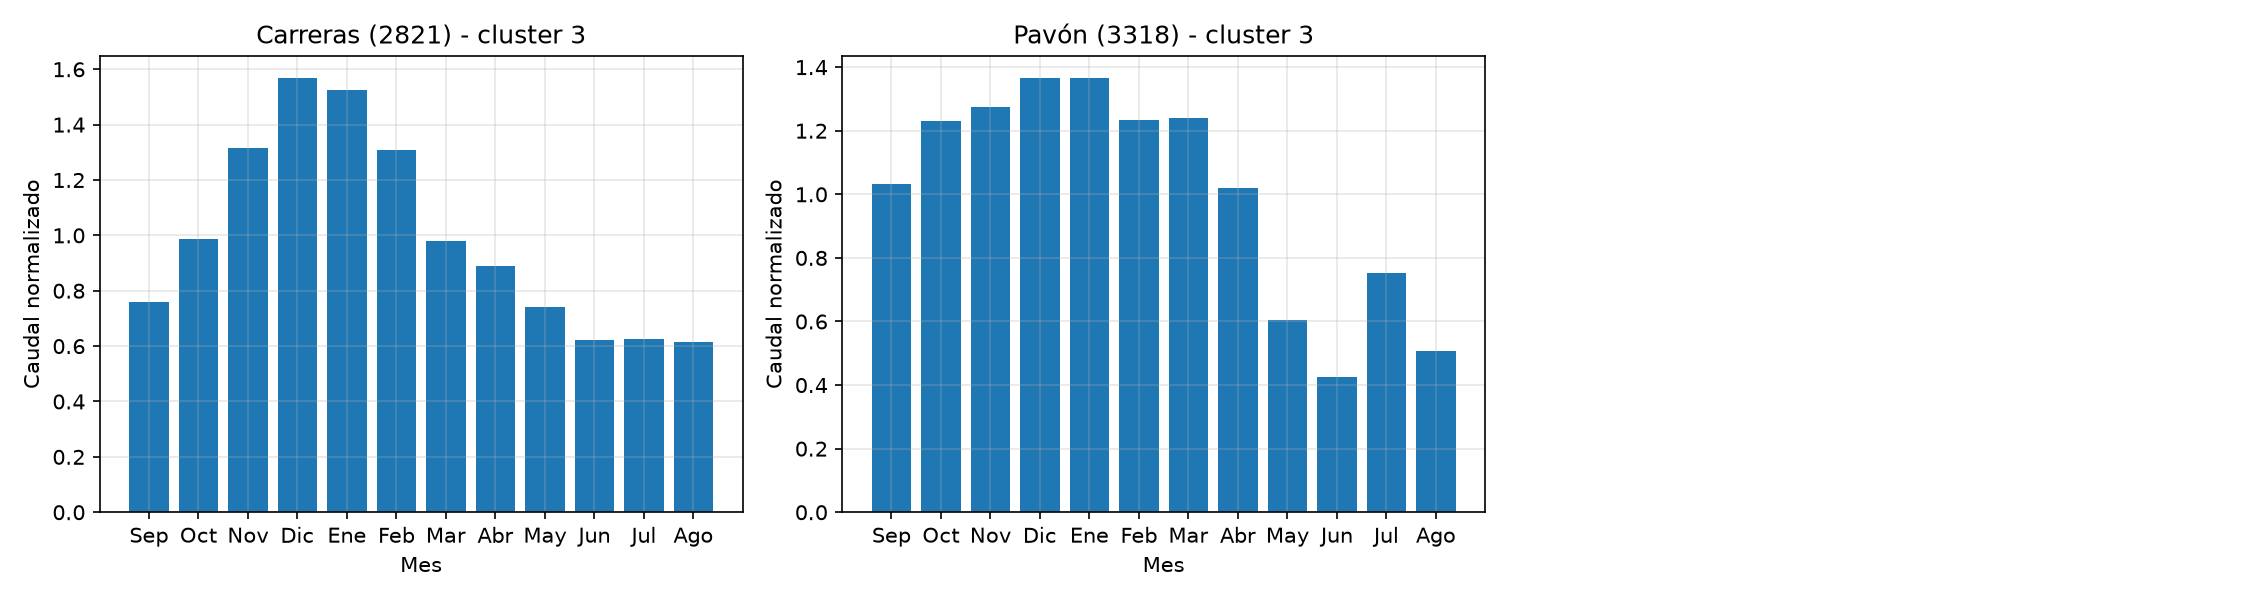 Carreras (2821) - cluster 3
Caudal normalizado
1.6
1.4
1.2
1.0
0.8
0.6
0.4
0.2
0.0
Sep Oct Nov Dic Ene Feb Mar Abr May Jun Jul Ago
Mes
Pavón (3318) - cluster 3
Caudal normalizado
1.4
1.2
1.0
0.8
0.6
0.4
0.2
0.0
Sep Oct Nov Dic Ene Feb Mar Abr May Jun Jul Ago
Mes